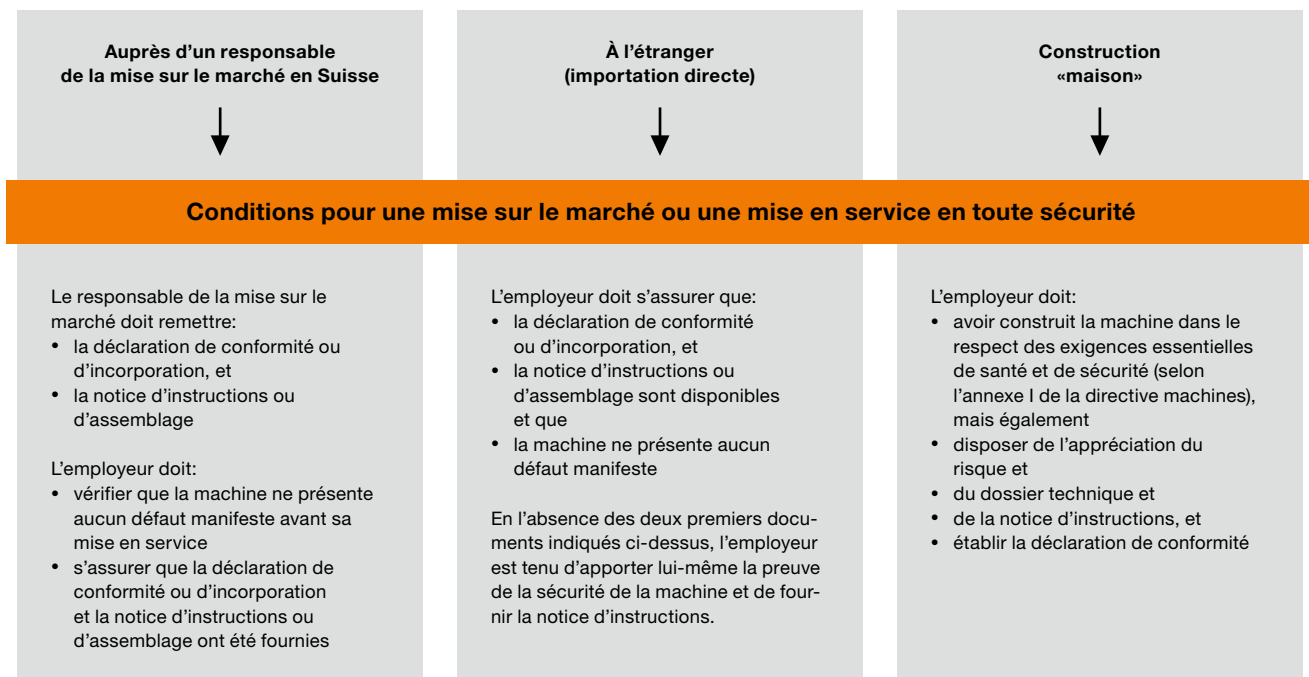 Auprès d’un responsable
de la mise sur le marché en Suisse
À l’étranger
(importation directe)
Construction
«maison»
Conditions pour une mise sur le marché ou une mise en service en toute sécurité
Le responsable de la mise sur le
marché doit remettre:
• la déclaration de conformité ou
d’incorporation, et
• la notice d’instructions ou
d’assemblage
L’employeur doit:
• vérifier que la machine ne présente
aucun défaut manifeste avant sa
mise en service
• s’assurer que la déclaration de
conformité ou d’incorporation
et la notice d’instructions ou
d’assemblage ont été fournies
L’employeur doit s’assurer que:
• la déclaration de conformité
ou d’incorporation, et
• la notice d’instructions ou
d’assemblage sont disponibles
et que
• la machine ne présente aucun
défaut manifeste
En l’absence des deux premiers docu-
ments indiqués ci-dessus, l’employeur
est tenu d’apporter lui-même la preuve
de la sécurité de la machine et de four-
nir la notice d’instructions.
L’employeur doit:
• avoir construit la machine dans le
respect des exigences essentielles
de santé et de sécurité (selon
l’annexe I de la directive machines),
mais également
• disposer de l’appréciation du
risque et
• du dossier technique et
• de la notice d’instructions, et
• établir la déclaration de conformité